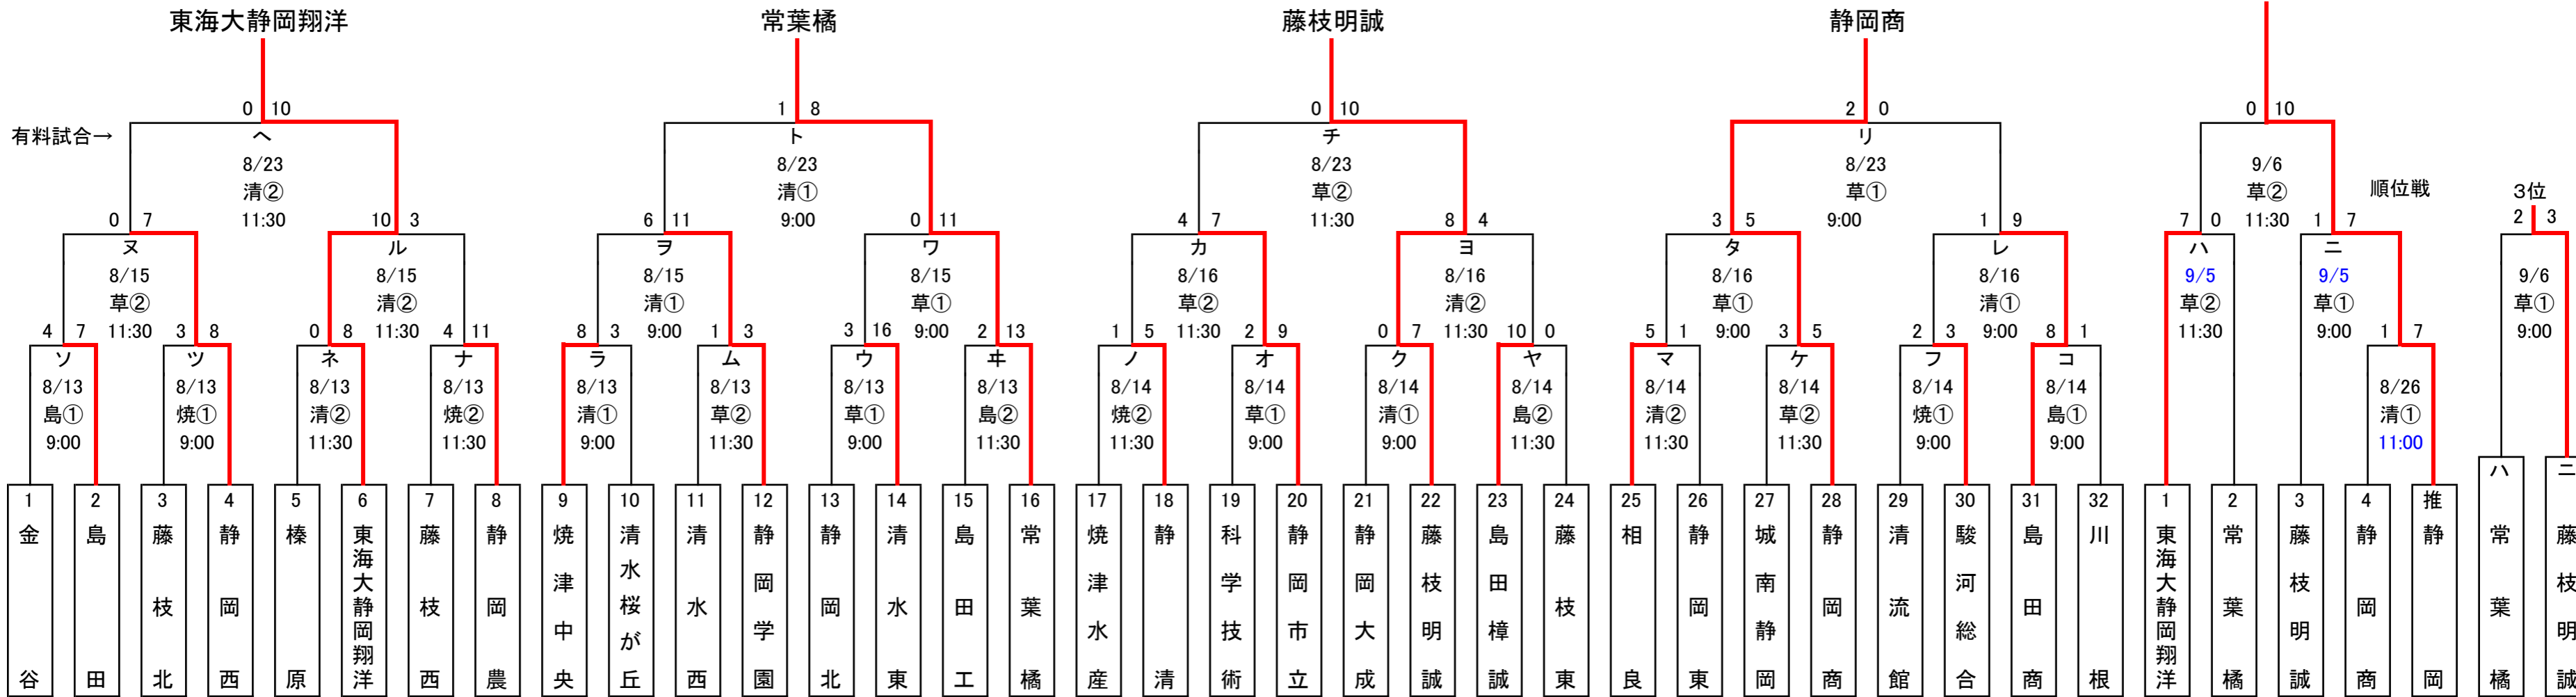 東海大静岡翔洋 常葉橘 藤枝明誠 静岡商
0 10 1 8 0 10 2 0 0 10
有料試合→ ヘ ト チ リ
8/23 8/23 8/23 8/23 9/6
清② 清① 草② 草① 草② 順位戦 3位
11:30 9:00 11:30 9:00 11:30
0 7 10 3 6 11 0 11 4 7 8 4 3 5 1 9 7 0 1 7 2 3
ヌ ル ヲ ワ カ ヨ タ レ ハ ニ
8/15 8/15 8/15 8/15 8/16 8/16 8/16 8/16 9/5 9/5 9/6
草② 清② 清① 草① 草② 清② 草① 清① 草② 草① 草①
11:30 11:30 9:00 9:00 11:30 11:30 9:00 9:00 11:30 9:00 9:00
4 7 3 8 0 8 4 11 8 3 1 3 3 16 2 13 1 5 2 9 0 7 10 0 5 1 3 5 2 3 8 1 1 7
ソ ツ ネ ナ ラ ム ウ ヰ ノ オ ク ヤ マ ケ フ コ
8/13 8/13 8/13 8/13 8/13 8/13 8/13 8/13 8/14 8/14 8/14 8/14 8/14 8/14 8/14 8/14 8/26
島① 焼① 清② 焼② 清① 草② 草① 島② 焼② 草① 清① 島② 清② 草② 焼① 島① 清①
9:00 9:00 11:30 11:30 9:00 11:30 9:00 11:30 11:30 9:00 9:00 11:30 11:30 11:30 9:00 9:00 11:00
1 金谷
2 島田
3 藤枝北
4 静岡西
5 榛原
6 東海大静岡翔洋
7 藤枝西
8 静岡農
9 焼津中央
10 清水桜が丘
11 清水西
12 静岡学園
13 静岡北
14 清水東
15 島田工
16 常葉橘
17 焼津水産
18 静清
19 科学技術
20 静岡市立
21 静岡大成
22 藤枝明誠
23 島田樟誠
24 藤枝東
25 相良
26 静岡東
27 城南静岡
28 静岡商
29 清流館
30 駿河総合
31 島田商
32 川根
1 東海大静岡翔洋
2 常葉橘
3 藤枝明誠
4 静岡商
推 静岡
ハ 常葉橘
ニ 藤枝明誠